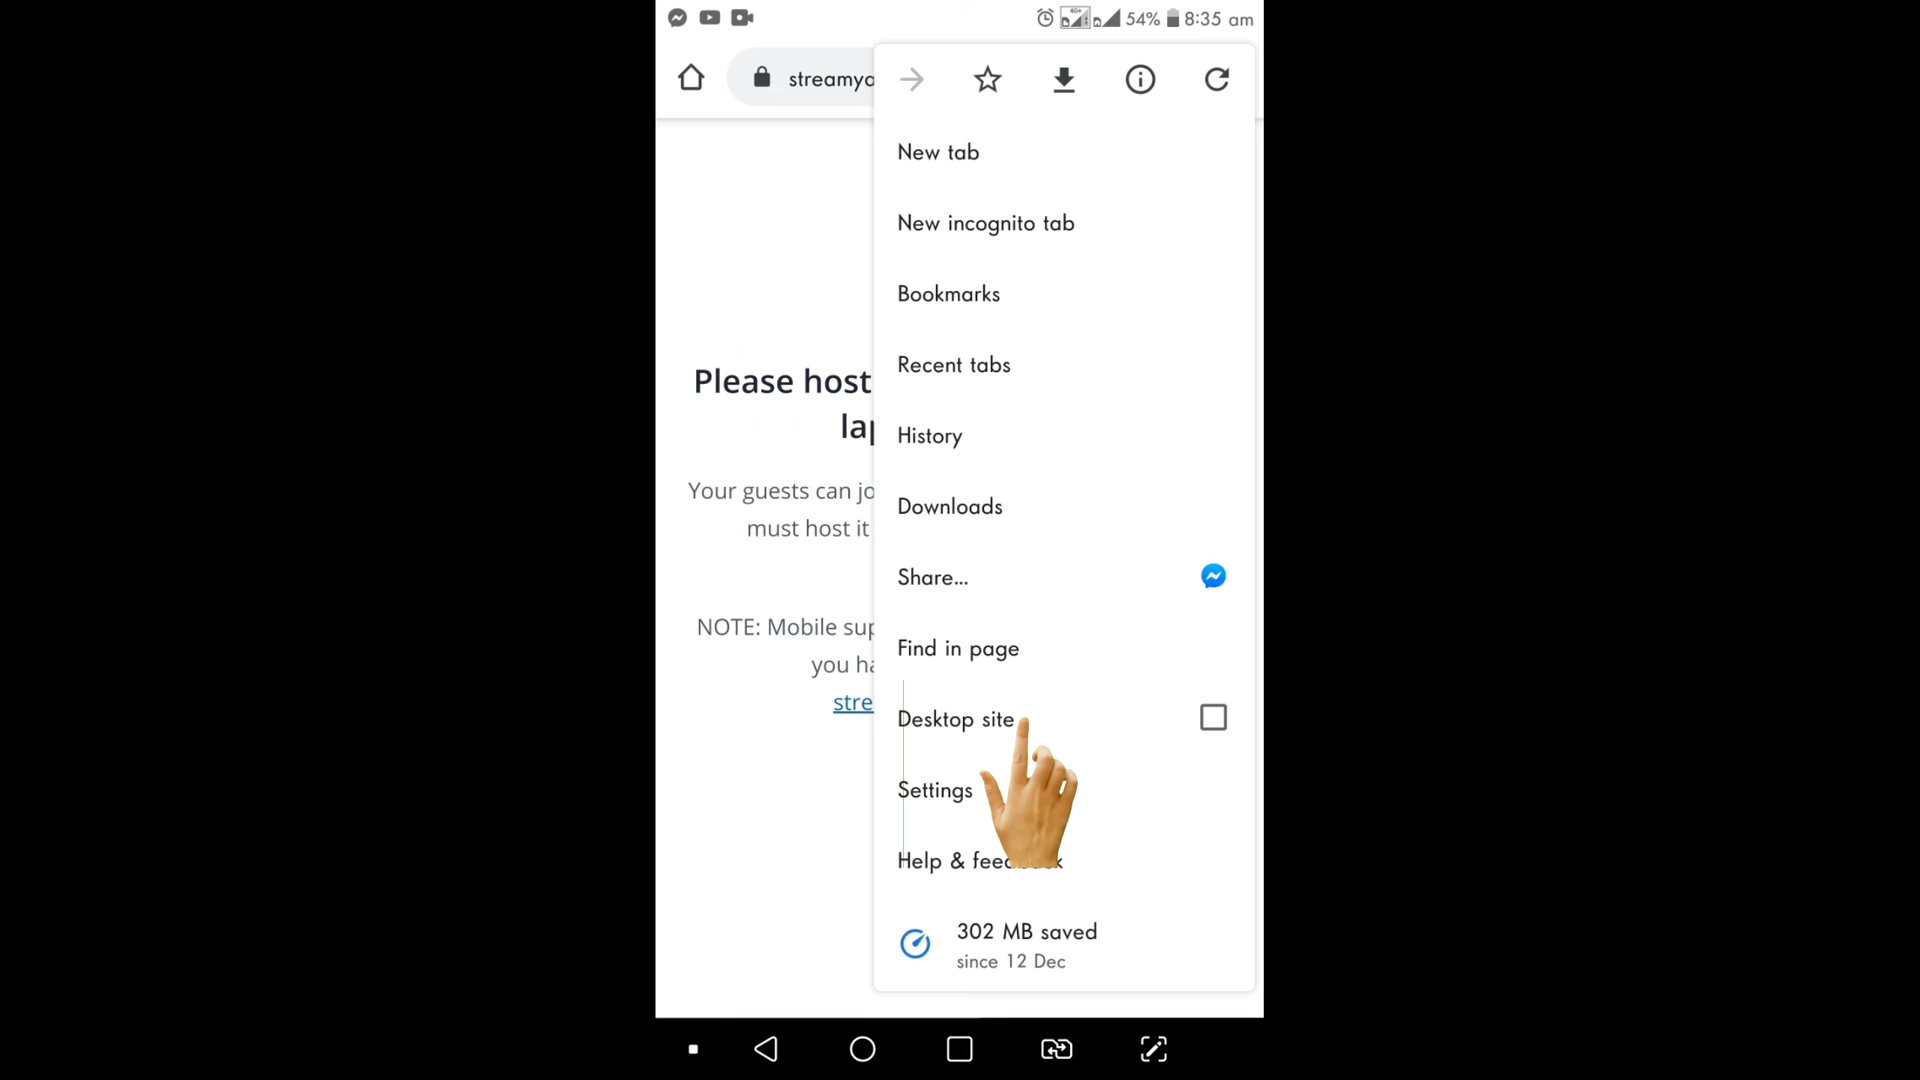 54% 8:35 am
streamya
New tab
New incognito tab
Bookmarks
Recent tabs
History
Downloads
Share...
Find in page
Desktop site
Settings
Help & feedback
302 MB saved
since 12 Dec
Please host
lap
Your guests can jo
must host it
NOTE: Mobile sup
you ha
stre